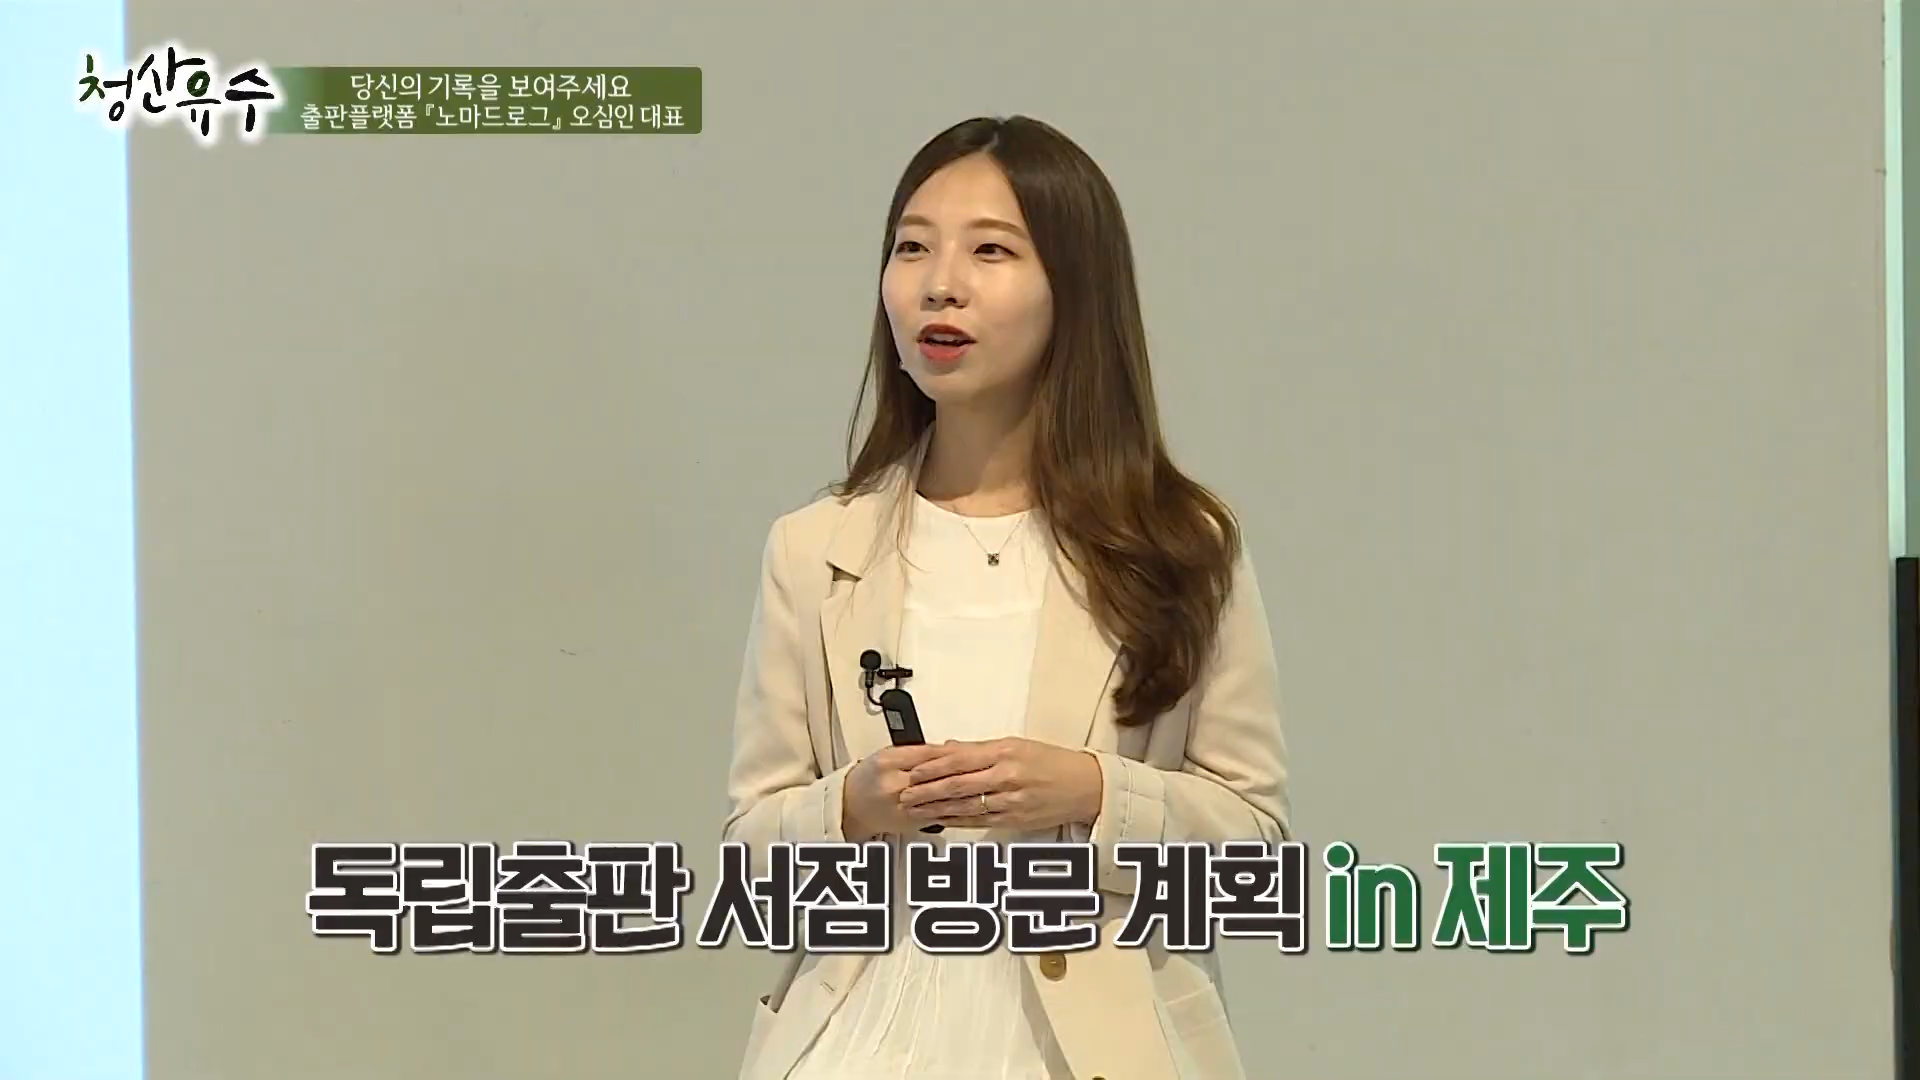 청산유수
당신의 기록을 보여주세요
출판플랫폼 『노마드로그』 오심인 대표
독립출판 서점 방문 계획 in 제주